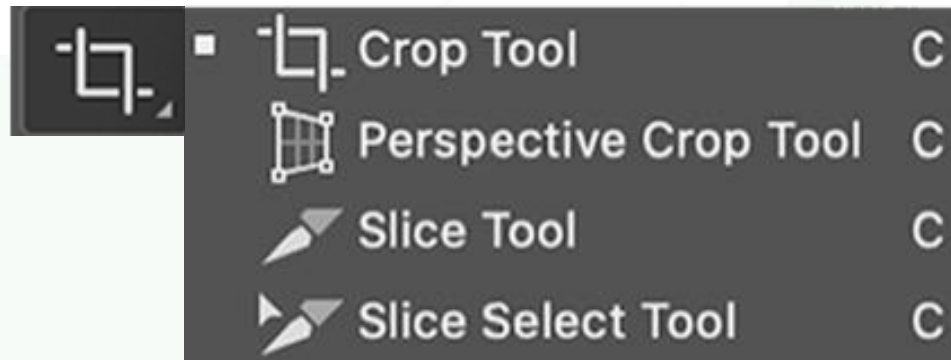 Crop Tool C
Perspective Crop Tool C
Slice Tool C
Slice Select Tool C